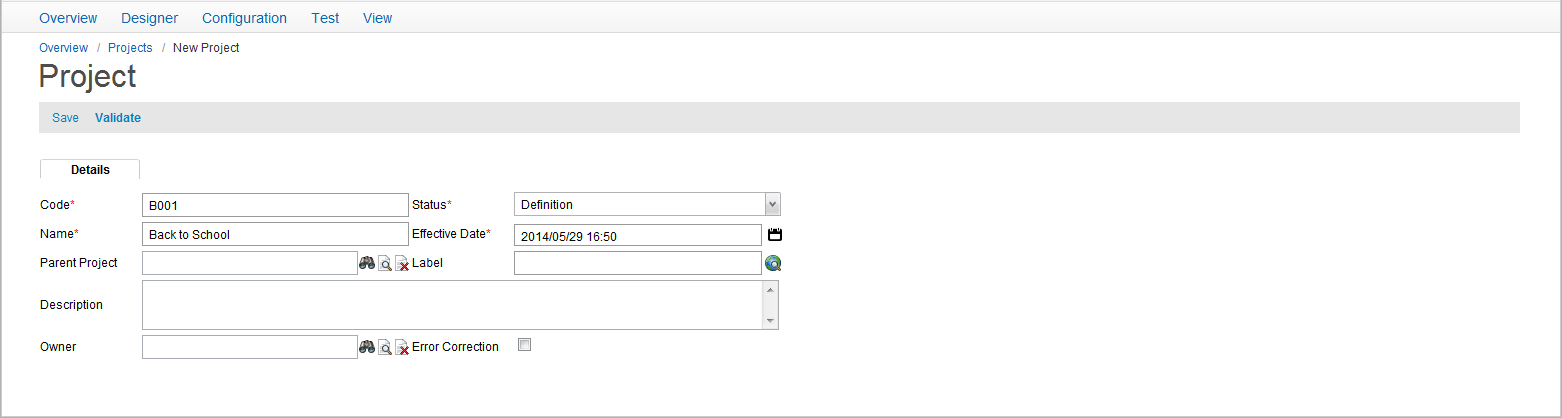 Overview Designer Configuration Test View
Overview / Projects / New Project
Project
Save Validate
Details
Code* B001 Status* Definition
Name* Back to School Effective Date* 2014/05/29 16:50
Parent Project Label
Description
Owner Error Correction